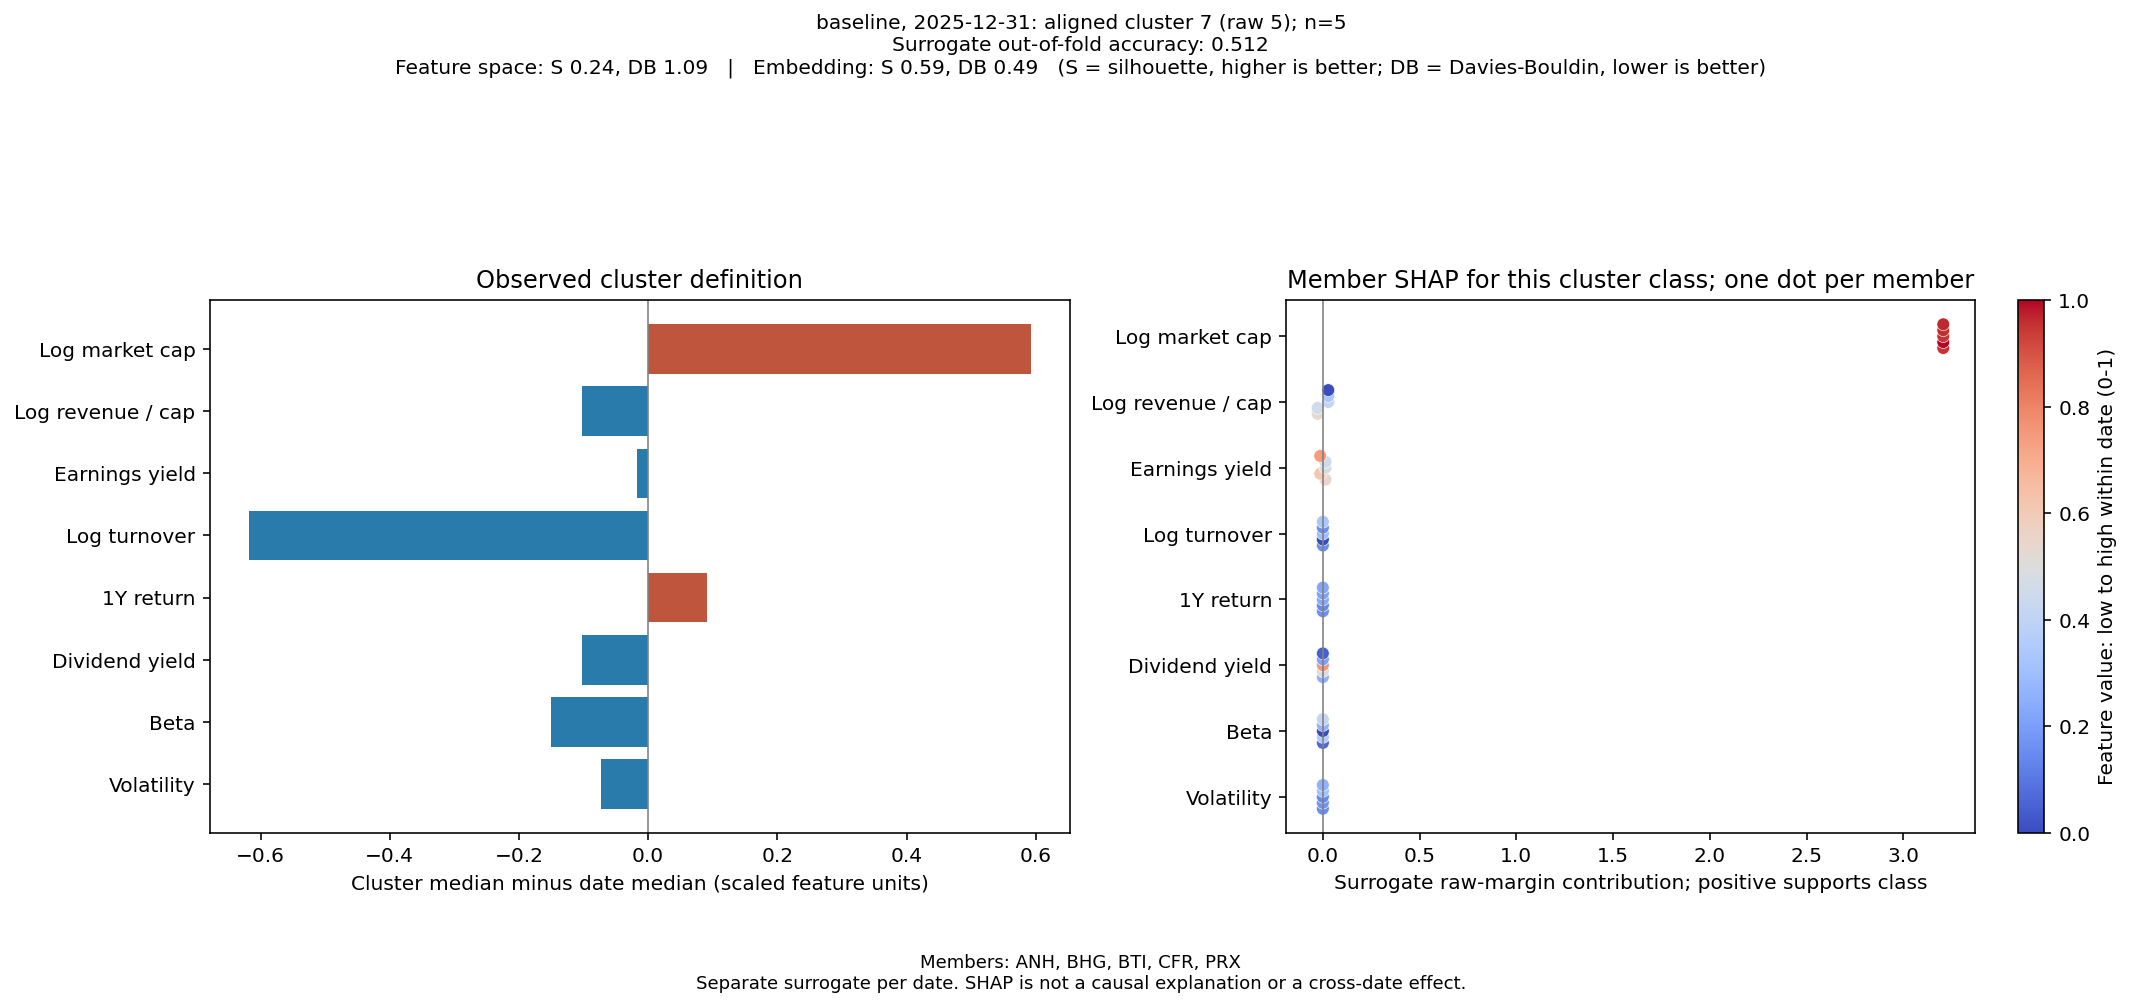 baseline, 2025-12-31: aligned cluster 7 (raw 5); n=5
Surrogate out-of-fold accuracy: 0.512
Feature space: S 0.24, DB 1.09   |   Embedding: S 0.59, DB 0.49   (S = silhouette, higher is better; DB = Davies-Bouldin, lower is better)
Observed cluster definition
Log market cap
Log revenue / cap
Earnings yield
Log turnover
1Y return
Dividend yield
Beta
Volatility
−0.6 −0.4 −0.2 0.0 0.2 0.4 0.6
Cluster median minus date median (scaled feature units)
Member SHAP for this cluster class; one dot per member
Log market cap
Log revenue / cap
Earnings yield
Log turnover
1Y return
Dividend yield
Beta
Volatility
0.0 0.5 1.0 1.5 2.0 2.5 3.0
Surrogate raw-margin contribution; positive supports class
1.0
0.8
0.6
0.4
0.2
0.0
Feature value: low to high within date (0-1)
Members: ANH, BHG, BTI, CFR, PRX
Separate surrogate per date. SHAP is not a causal explanation or a cross-date effect.